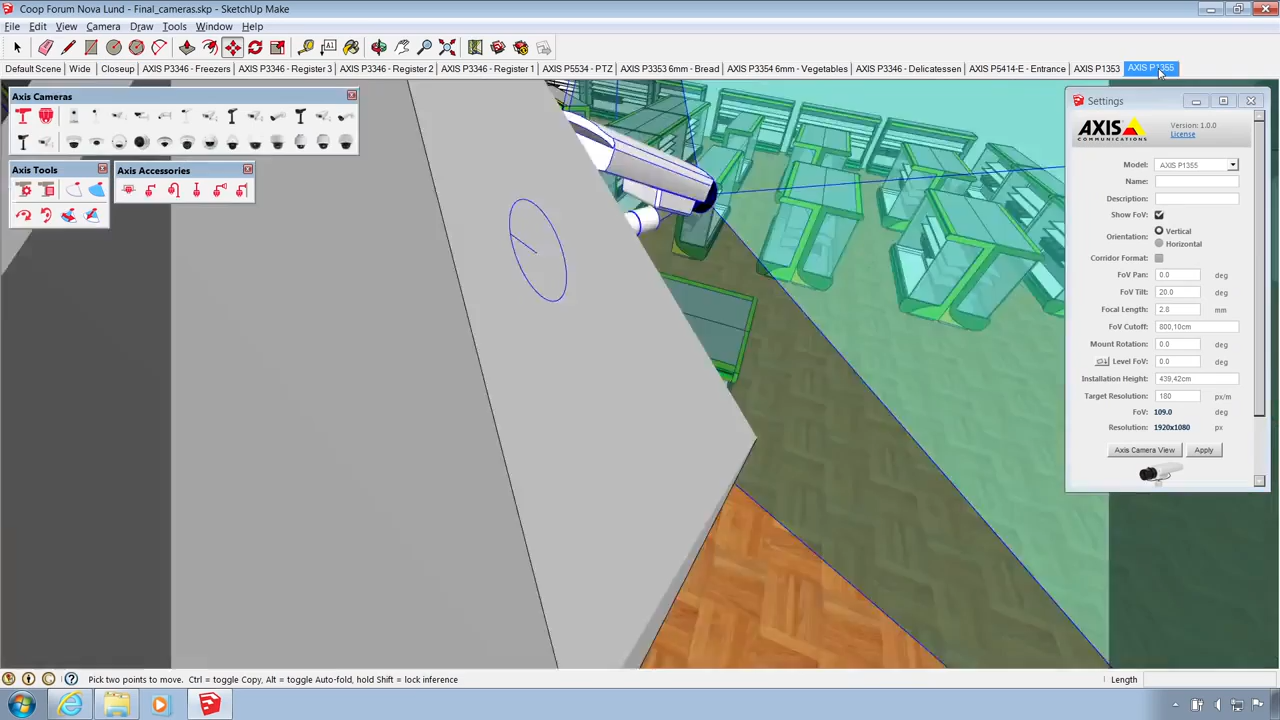 Coop Forum Nova Lund - Final_cameras.skp - SketchUp Make
File Edit View Camera Draw Tools Window Help
Default Scene Wide Closeup AXIS P3346 - Freezers AXIS P3346 - Register 3 AXIS P3346 - Register 2 AXIS P3346 - Register 1 AXIS P5534 - PTZ AXIS P3353 6mm - Bread AXIS P3354 6mm - Vegetables AXIS P3346 - Delicatessen AXIS P5414-E - Entrance AXIS P1353 AXIS P1355
Axis Cameras
Axis Tools
Axis Accessories
Settings
AXIS COMMUNICATIONS
Version: 1.0.0
License
Model: AXIS P1355
Name:
Description:
Show FoV:
Orientation: Vertical
Horizontal
Corridor Format:
FoV Pan: 0.0 deg
FoV Tilt: 20.0 deg
Focal Length: 2.8 mm
FoV Cutoff: 800,10cm
Mount Rotation: 0.0 deg
Level FoV: 0.0 deg
Installation Height: 439,42cm
Target Resolution: 180 px/m
FoV: 109.0 deg
Resolution: 1920x1080 px
Axis Camera View Apply
Pick two points to move. Ctrl = toggle Copy, Alt = toggle Auto-fold, hold Shift = lock inference
Length